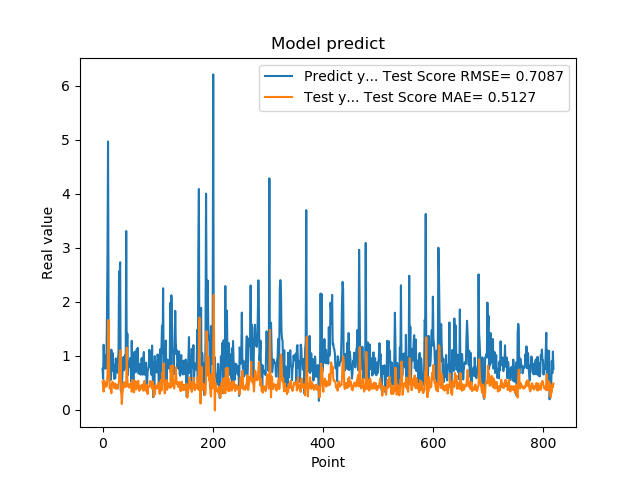 Model predict
Predict y... Test Score RMSE= 0.7087
Test y... Test Score MAE= 0.5127
Real value
6
5
4
3
2
1
0
0 200 400 600 800
Point